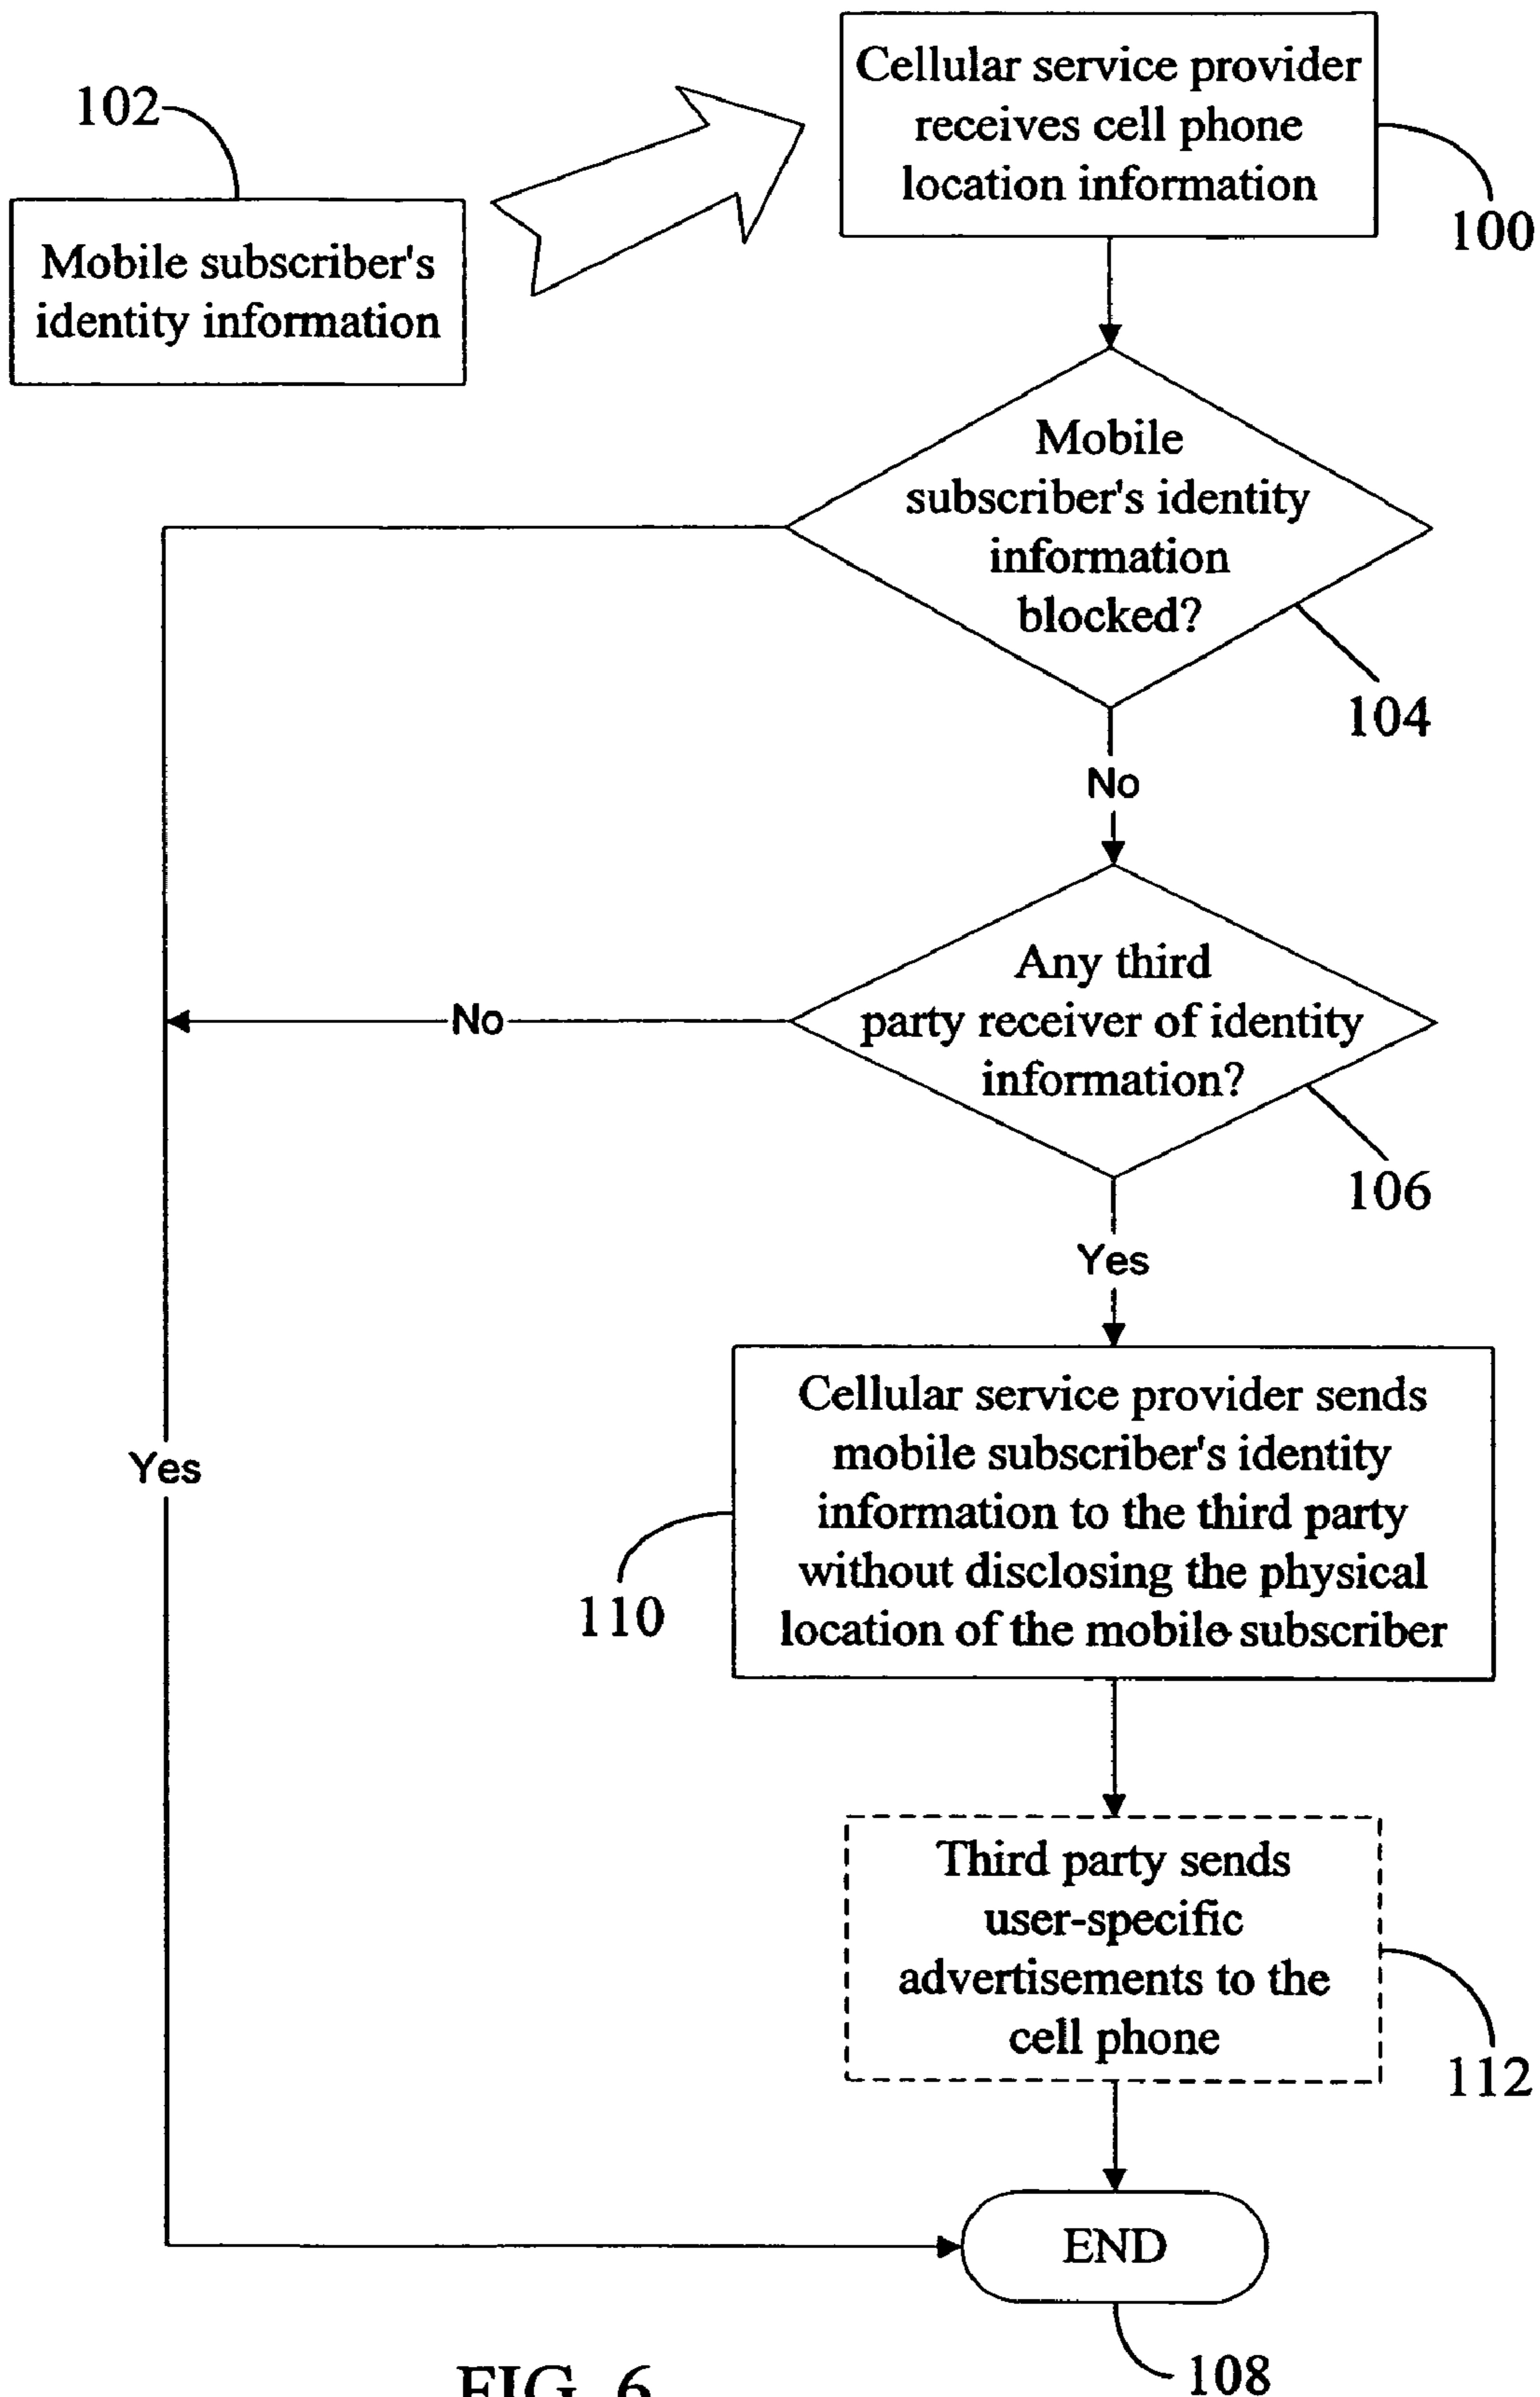 Cellular service provider
receives cell phone
location information
100
102
Mobile subscriber's
identity information
Mobile
subscriber's identity
information
blocked?
104
No
Any third
party receiver of identity
information?
106
No
Yes
Yes
Cellular service provider sends
mobile subscriber's identity
information to the third party
without disclosing the physical
location of the mobile subscriber
110
Third party sends
user-specific
advertisements to the
cell phone
112
END
108
FIG. 6